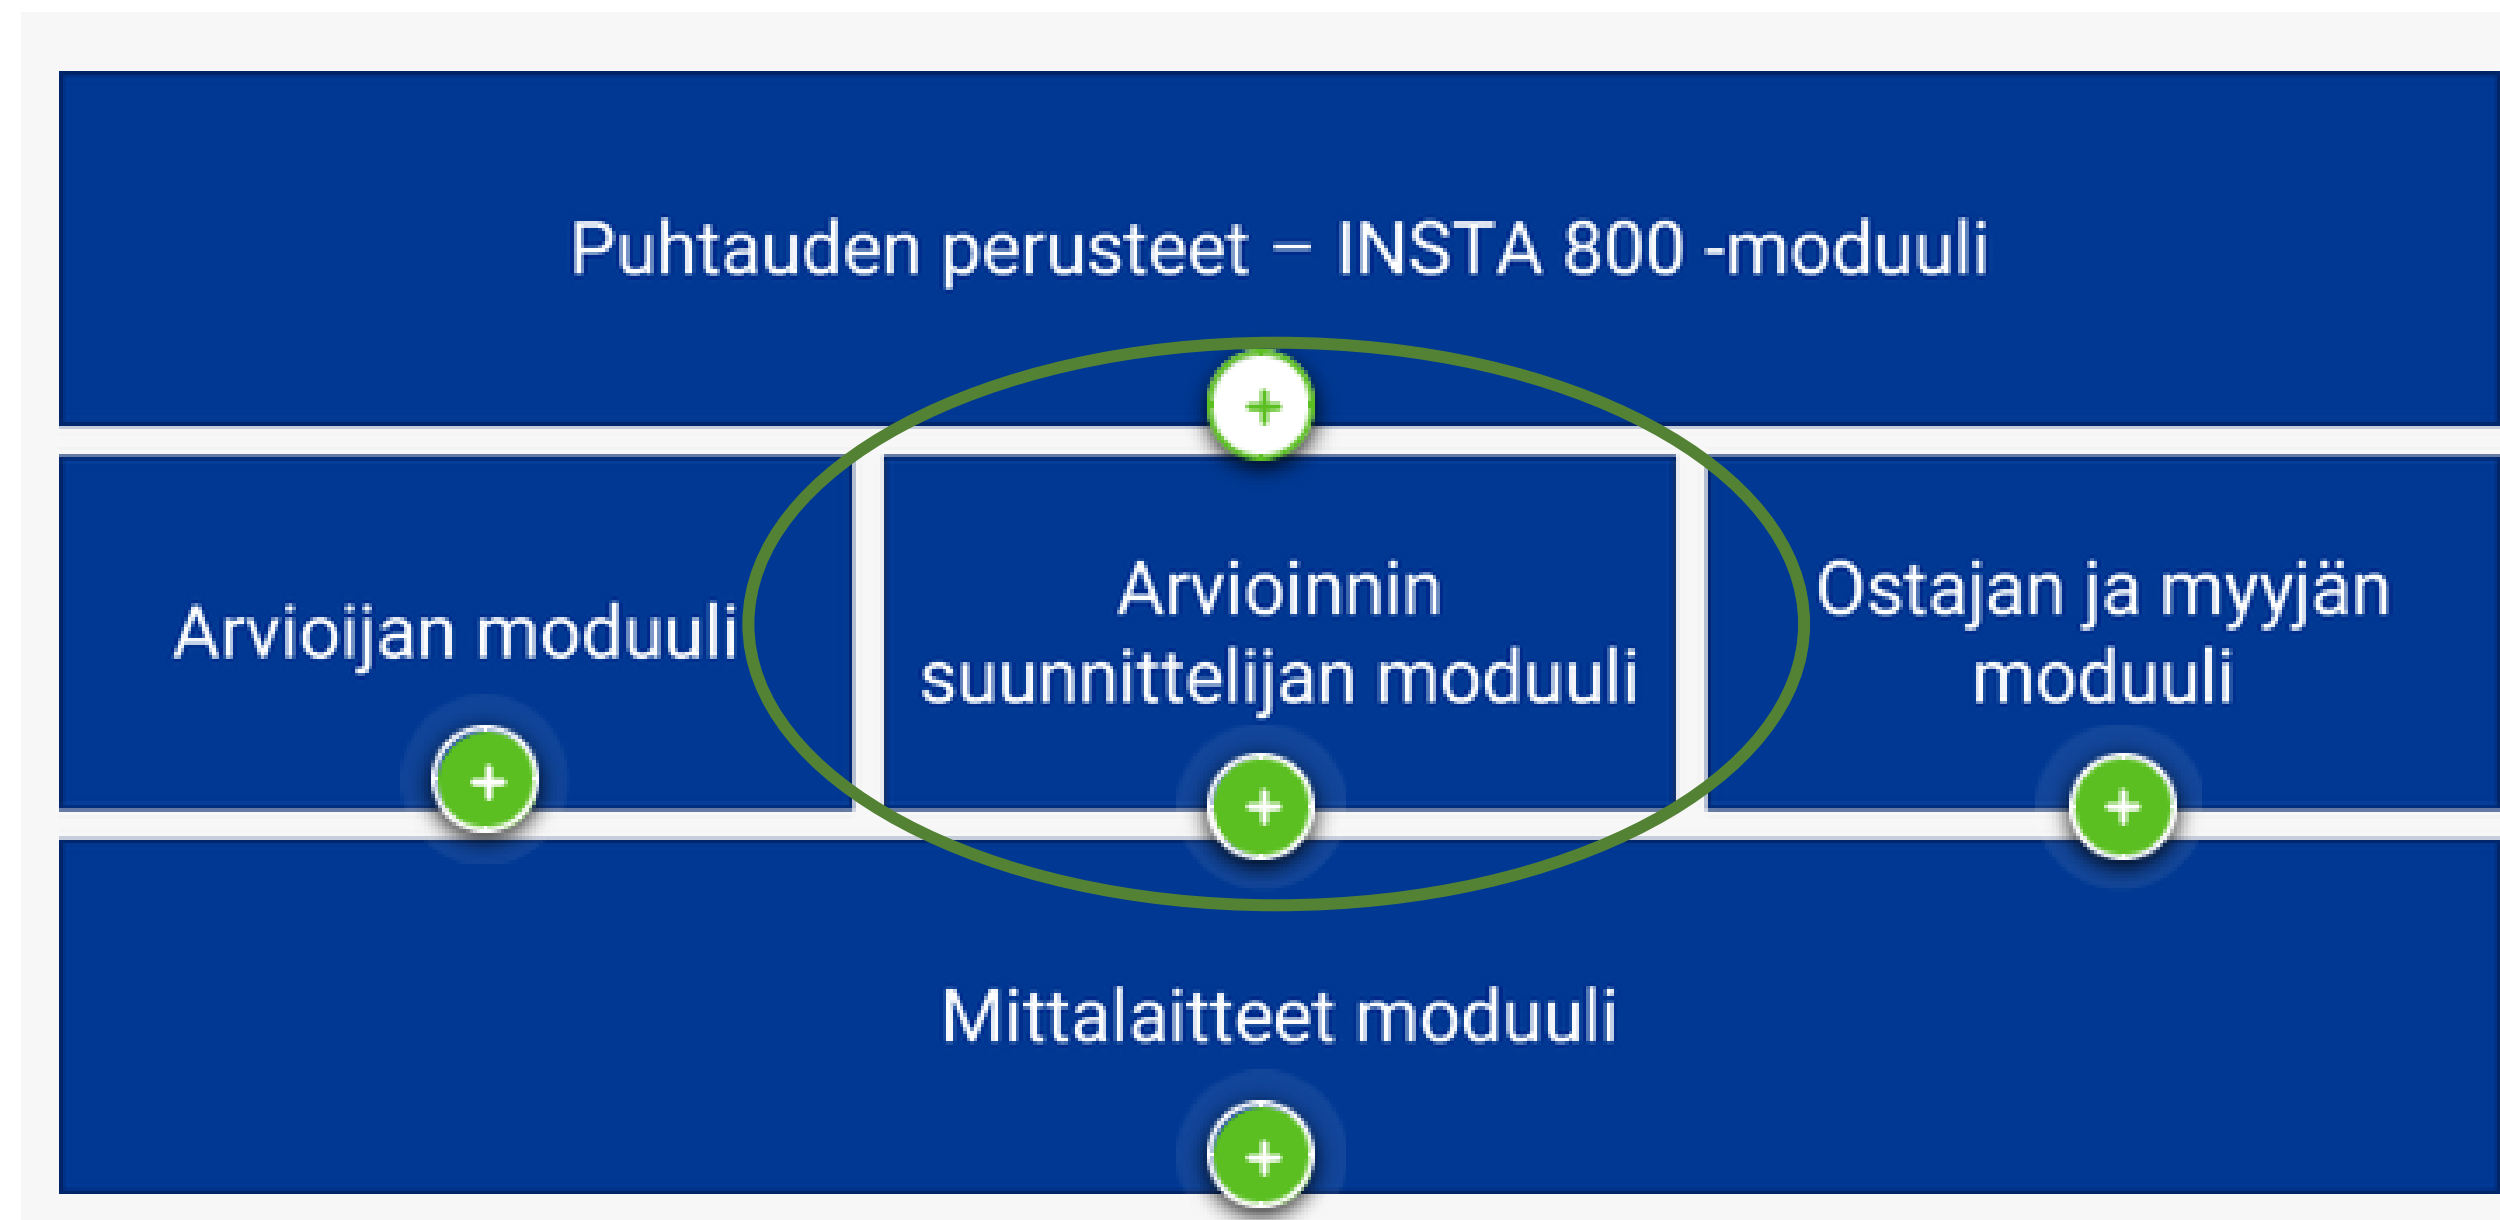 Puhtauden perusteet – INSTA 800 -moduuli
Arvioijan moduuli
Arvioinnin
suunnittelijan moduuli
Ostajan ja myyjän
moduuli
Mittalaitteet moduuli